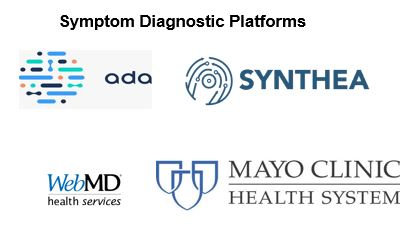 Symptom Diagnostic Platforms
ada
SYNTHEA
WebMD
health services
MAYO CLINIC
HEALTH SYSTEM